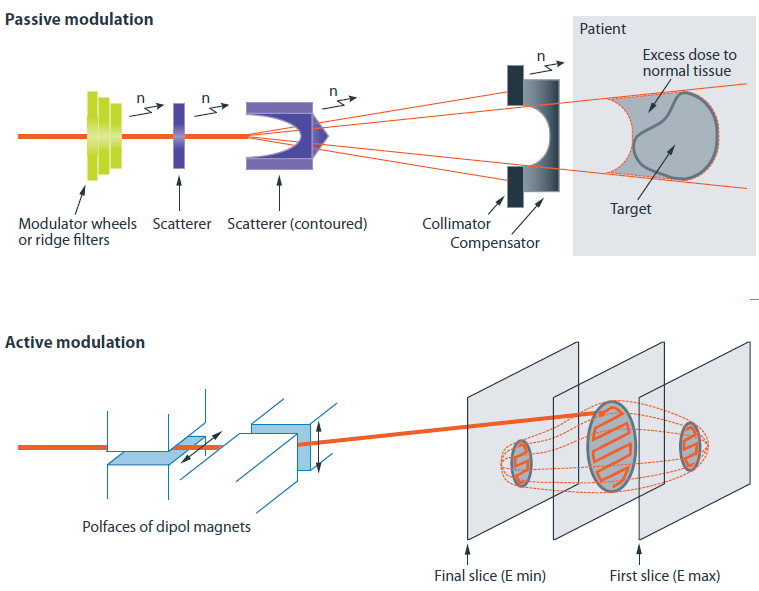 Passive modulation
Patient
Excess dose to
normal tissue
n
n
n
n
Modulator wheels
or ridge filters
Scatterer
Scatterer (contoured)
Collimator
Compensator
Target
Active modulation
Polfaces of dipol magnets
Final slice (E min)
First slice (E max)